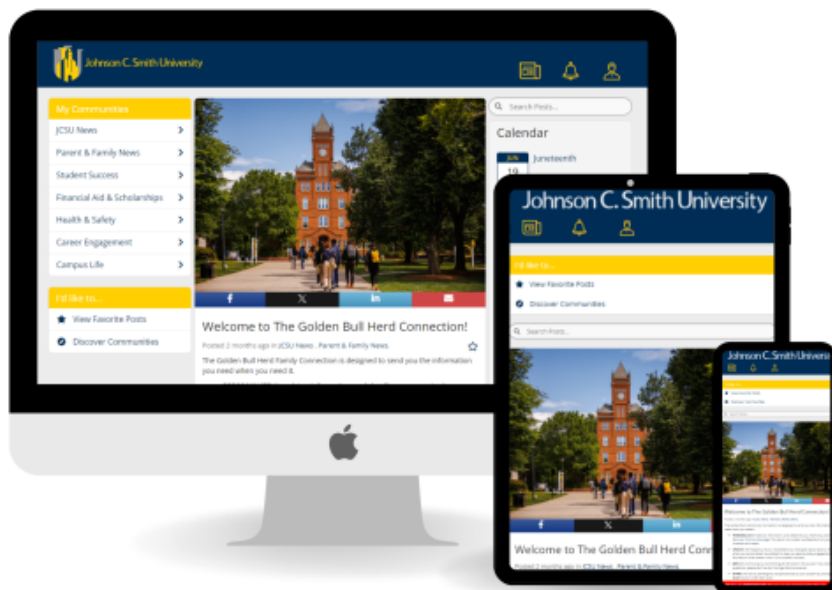 Johnson C. Smith University
My Communities
JCSU News
Parent & Family News
Student Success
Financial Aid & Scholarships
Health & Safety
Career Engagement
Campus Life
I'd like to...
View Favorite Posts
Discover Communities
Search Posts...
Calendar
JUN
19
Juneteenth
f X in
Welcome to The Golden Bull Herd Connection!
Posted 2 months ago in JCSU News , Parent & Family News
The Golden Bull Herd Family Connection is designed to send you the information
you need when you need it.
Johnson C. Smith University
I'd like to...
View Favorite Posts
Discover Communities
Search Posts...
f X in
Welcome to The Golden Bull Herd Conn
Posted 2 months ago in JCSU News , Parent & Family News
Johnson C. Smith Universi
Welcome to The Golden Bull Herd Connection!